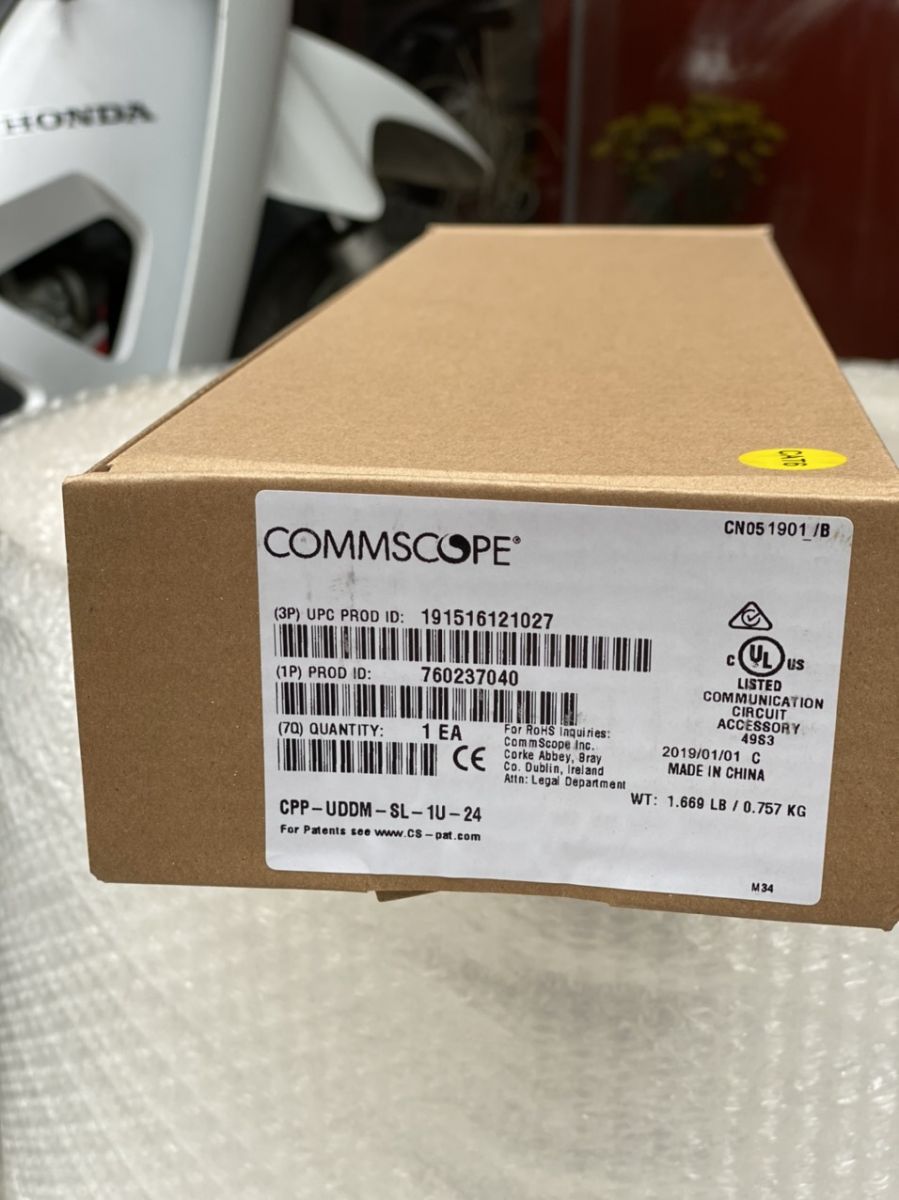 HONDA
CAT6
COMMSCOPE®
CN051901_/B
(3P) UPC PROD ID: 191516121027
(1P) PROD ID: 760237040
(7Q) QUANTITY: 1 EA
CE
For RoHS Inquiries:
CommScope Inc.
Corke Abbey, Bray
Co. Dublin, Ireland
Attn: Legal Department
C UL US
LISTED
COMMUNICATION
CIRCUIT
ACCESSORY
49S3
2019/01/01 C
MADE IN CHINA
WT: 1.669 LB / 0.757 KG
CPP-UDDM-SL-1U-24
For Patents see www.CS-pat.com
M34